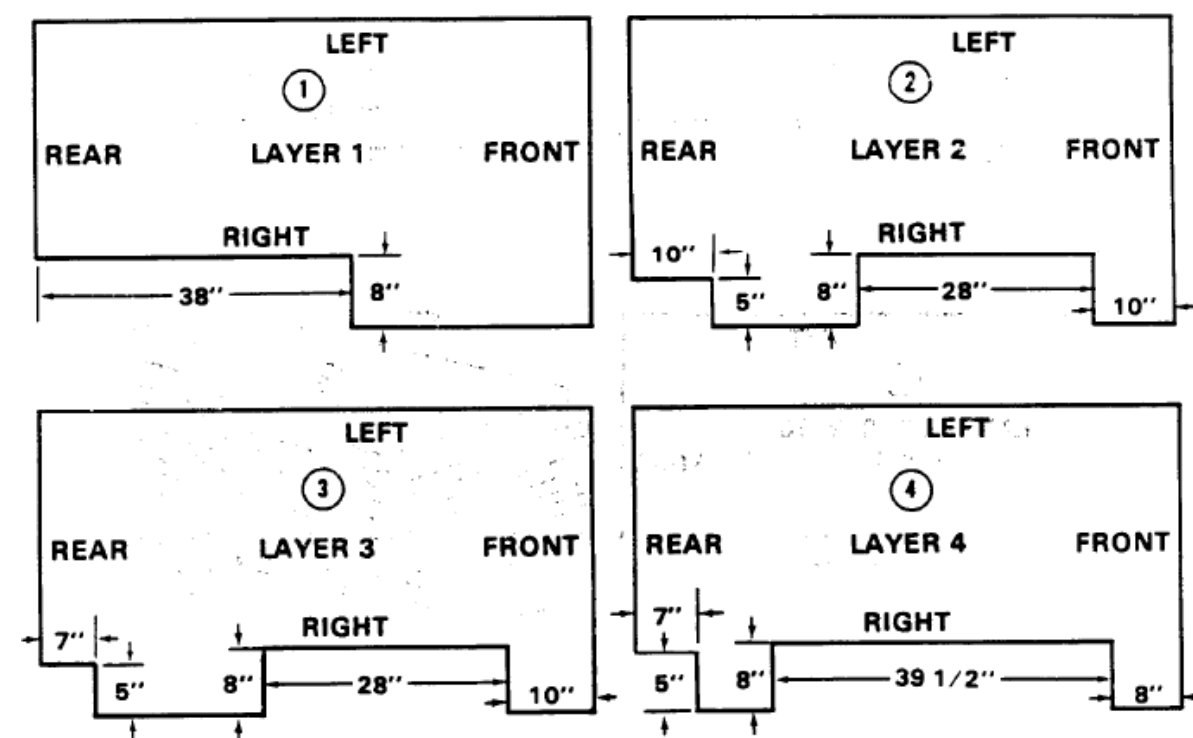 LEFT
1
REAR LAYER 1 FRONT
RIGHT
38" 8"
LEFT
2
REAR LAYER 2 FRONT
RIGHT
10"
5" 8" 28" 10"
LEFT
3
REAR LAYER 3 FRONT
RIGHT
7"
5" 8" 28" 10"
LEFT
4
REAR LAYER 4 FRONT
RIGHT
7"
5" 8" 39 1/2" 8"